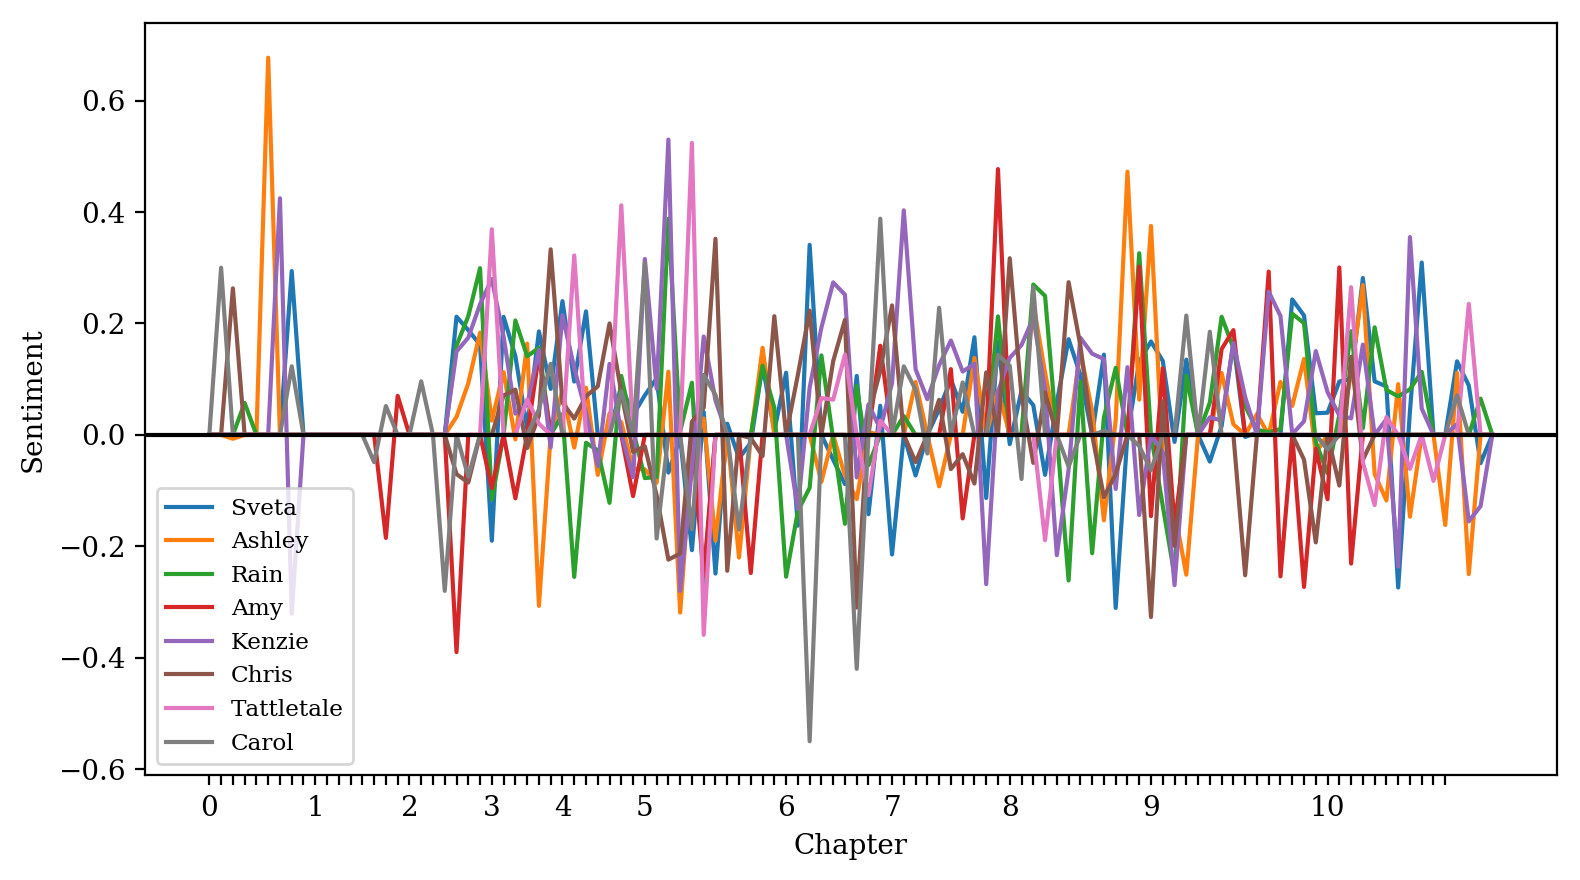 0.6
0.4
0.2
0.0
−0.2
−0.4
−0.6
Sentiment
Sveta
Ashley
Rain
Amy
Kenzie
Chris
Tattletale
Carol
0 1 2 3 4 5 6 7 8 9 10
Chapter